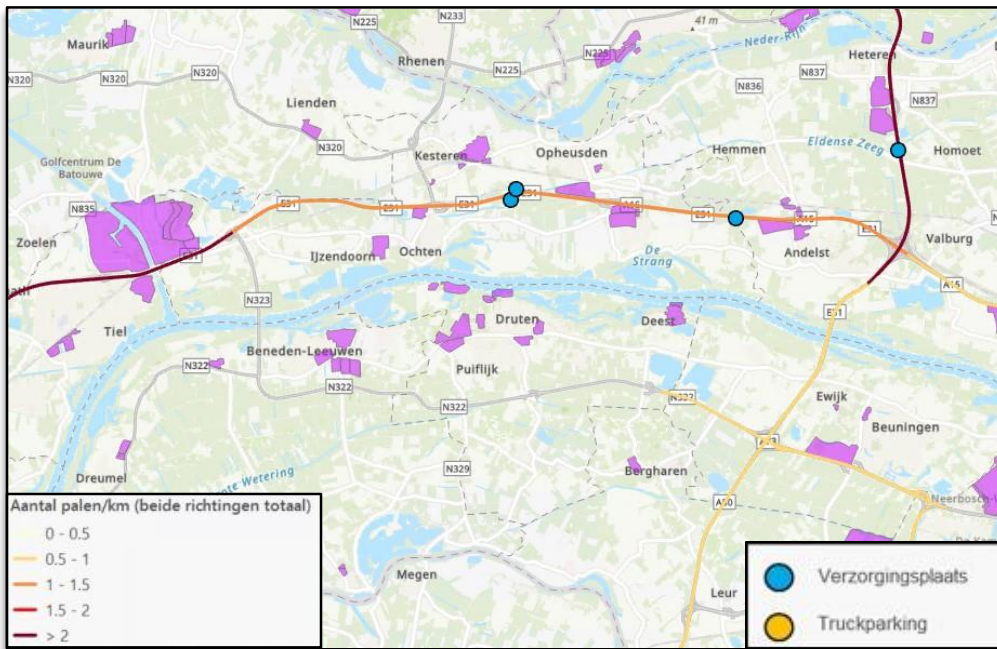 N225
N233
41 m
Maurik
Neder-Rijn
Heteren
Rhenen
N225
N225
N320
N320
N320
N837
N836
N837
Lienden
N320
Eldense Zeeg
Homoet
Kesteren
Opheusden
Hemmen
Golfcentrum De
Batouwe
N835
Zoelen
E31
E31
E31
E31
A15
E31
A15
E31
Valburg
E31
IJzendoorn
Ochten
De
Strang
Andelst
A15
N323
E31
Tiel
Druten
Deest
Beneden-Leeuwen
N322
Puiflijk
N322
N322
N322
Ewijk
Beuningen
A73
Dreumel
Wetering
N329
Bergharen
A50
Neerbosch-
Megen
Leur
Aantal palen/km (beide richtingen totaal)
0 - 0.5
0.5 - 1
1 - 1.5
1.5 - 2
> 2
Verzorgingsplaats
Truckparking